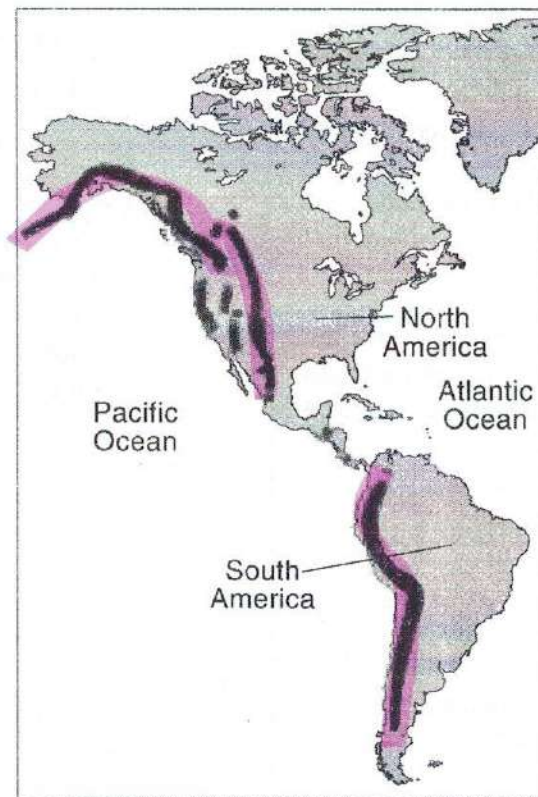 North
America
Atlantic
Ocean
Pacific
Ocean
South
America